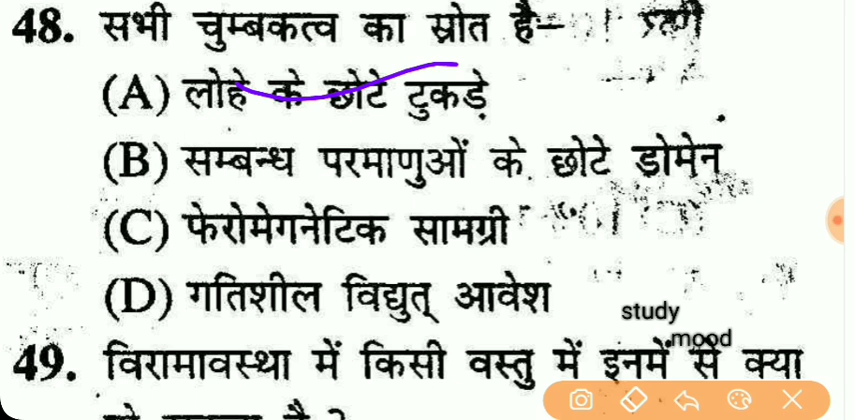 48. सभी चुम्बकत्व का स्रोत है—
(A) लोहे के छोटे टुकड़े
(B) सम्बन्ध परमाणुओं के छोटे डोमेन
(C) फेरोमेगनेटिक सामग्री
(D) गतिशील विद्युत् आवेश
study
mood
49. विरामावस्था में किसी वस्तु में इनमें से क्या